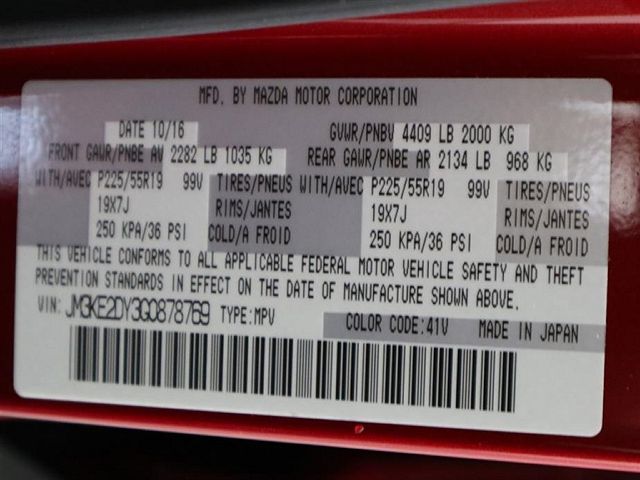 MFD. BY MAZDA MOTOR CORPORATION
DATE 10/16 GVWR/PNBV 4409 LB 2000 KG
FRONT GAWR/PNBE AV 2282 LB 1035 KG REAR GAWR/PNBE AR 2134 LB 968 KG
WITH/AVEC P225/55R19 99V TIRES/PNEUS WITH/AVEC P225/55R19 99V TIRES/PNEUS
19X7J RIMS/JANTES 19X7J RIMS/JANTES
250 KPA/36 PSI COLD/A FROID 250 KPA/36 PSI COLD/A FROID
THIS VEHICLE CONFORMS TO ALL APPLICABLE FEDERAL MOTOR VEHICLE SAFETY AND THEFT
PREVENTION STANDARDS IN EFFECT ON THE DATE OF MANUFACTURE SHOWN ABOVE.
VIN: JM3KE2DY3G0878769 TYPE:MPV COLOR CODE:41V MADE IN JAPAN